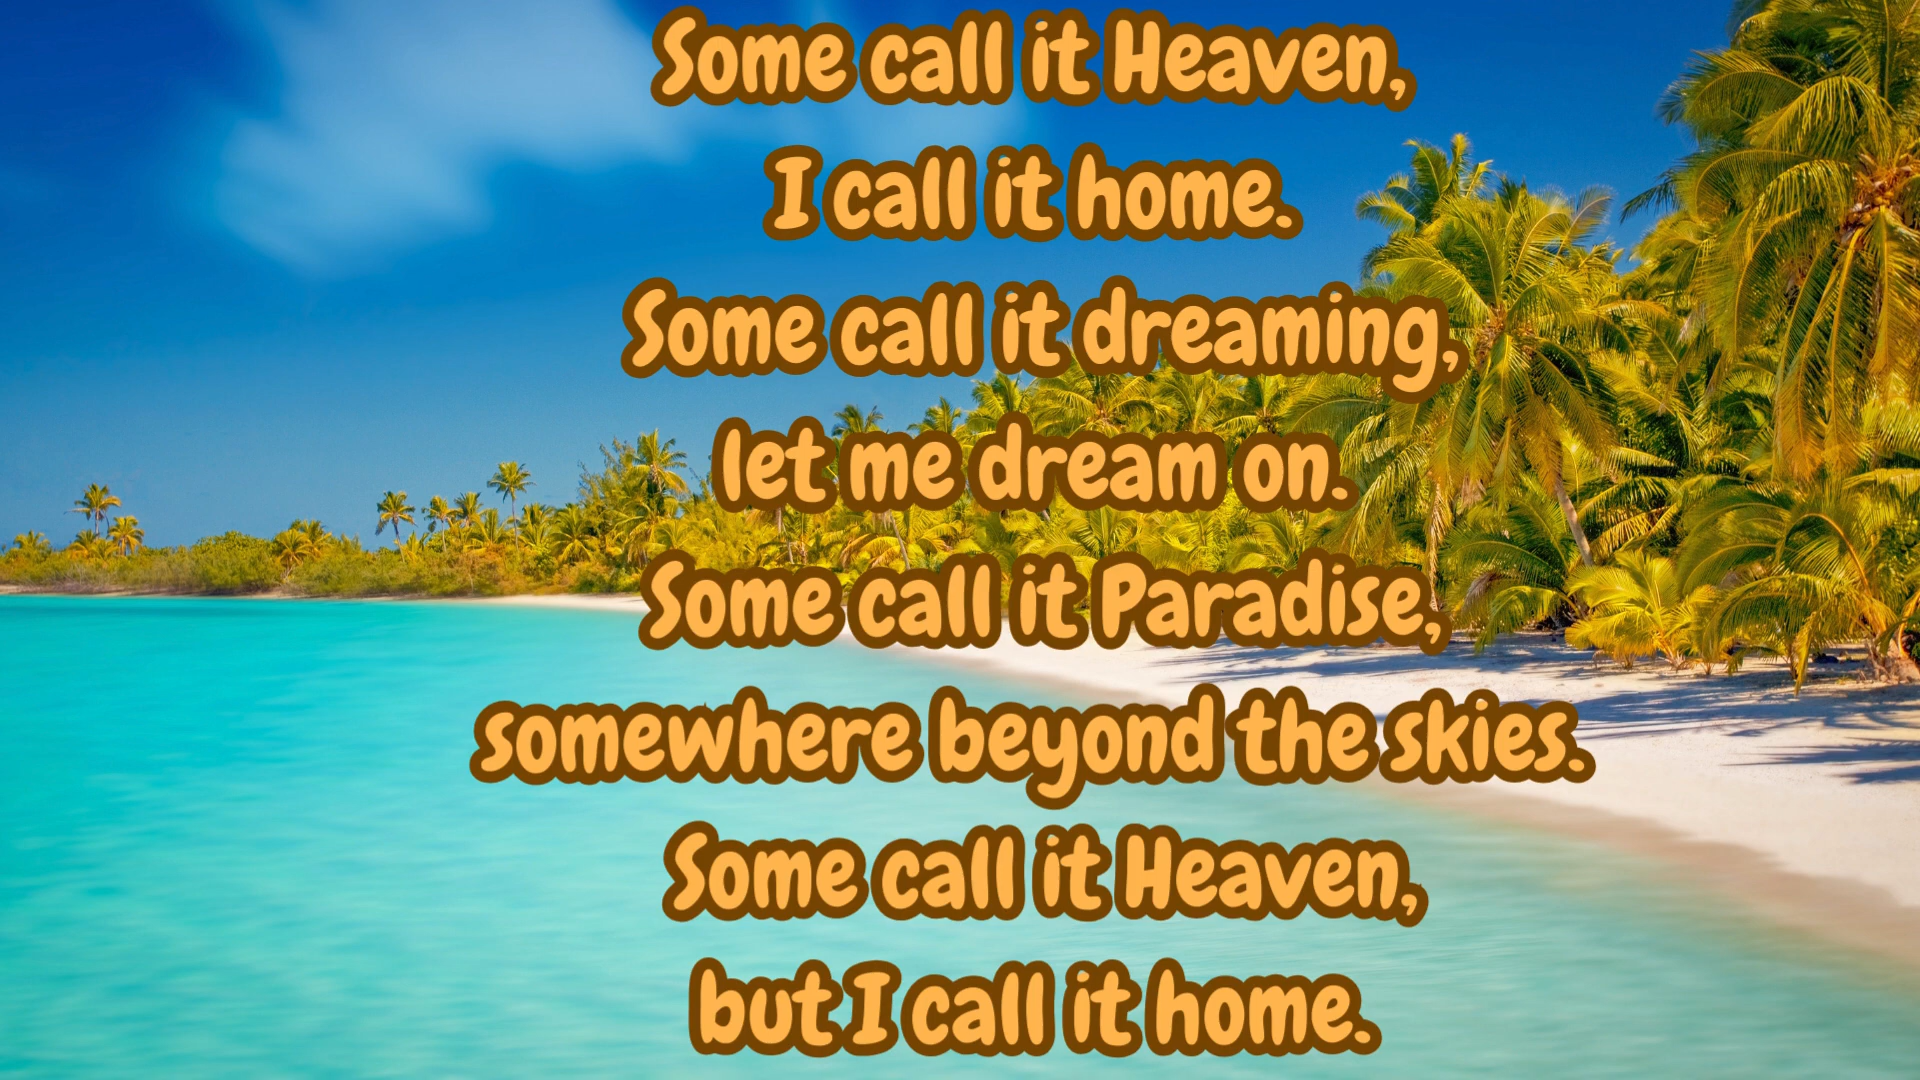 Some call it Heaven,
I call it home.
Some call it dreaming,
let me dream on.
Some call it Paradise,
somewhere beyond the skies.
Some call it Heaven,
but I call it home.